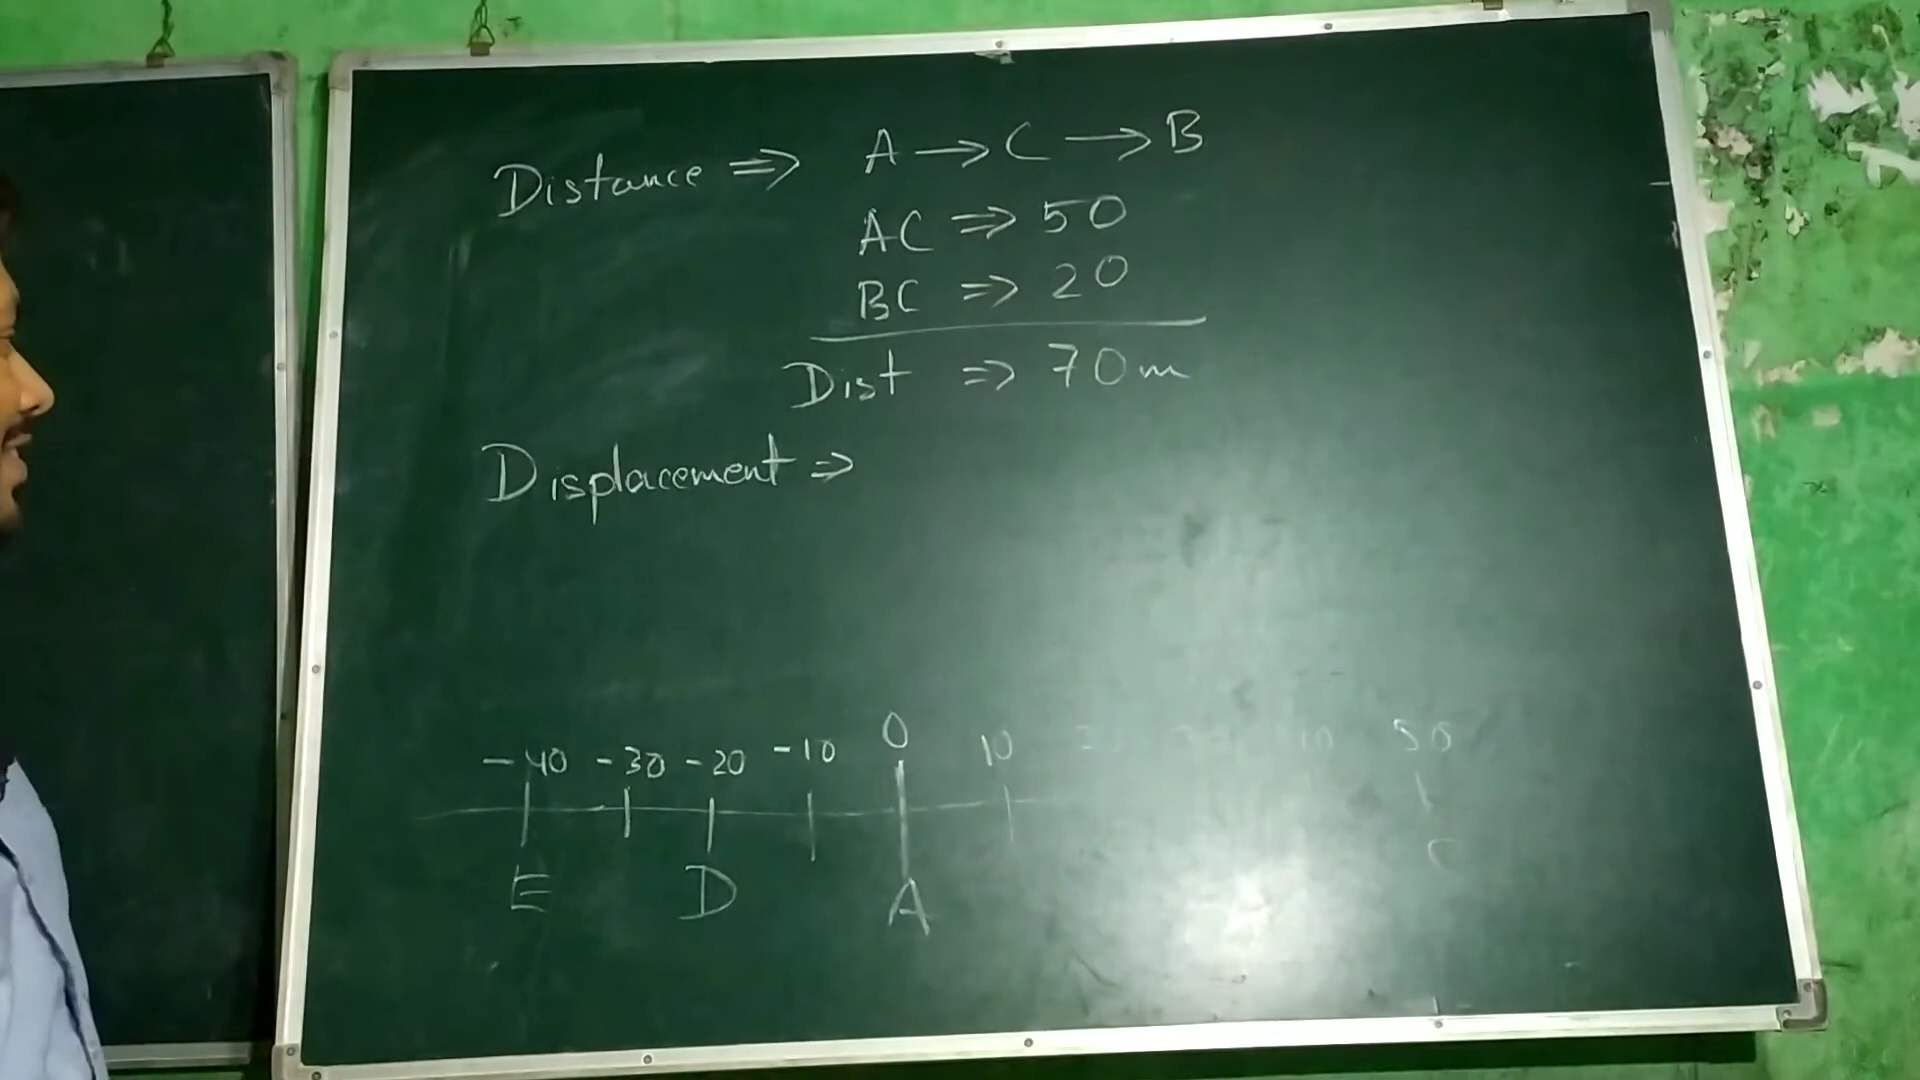 Distance ⇒ A → C → B
AC ⇒ 50
BC ⇒ 20
Dist ⇒ 70m
Displacement ⇒
-40 -30 -20 -10 0 10 50
E D A C